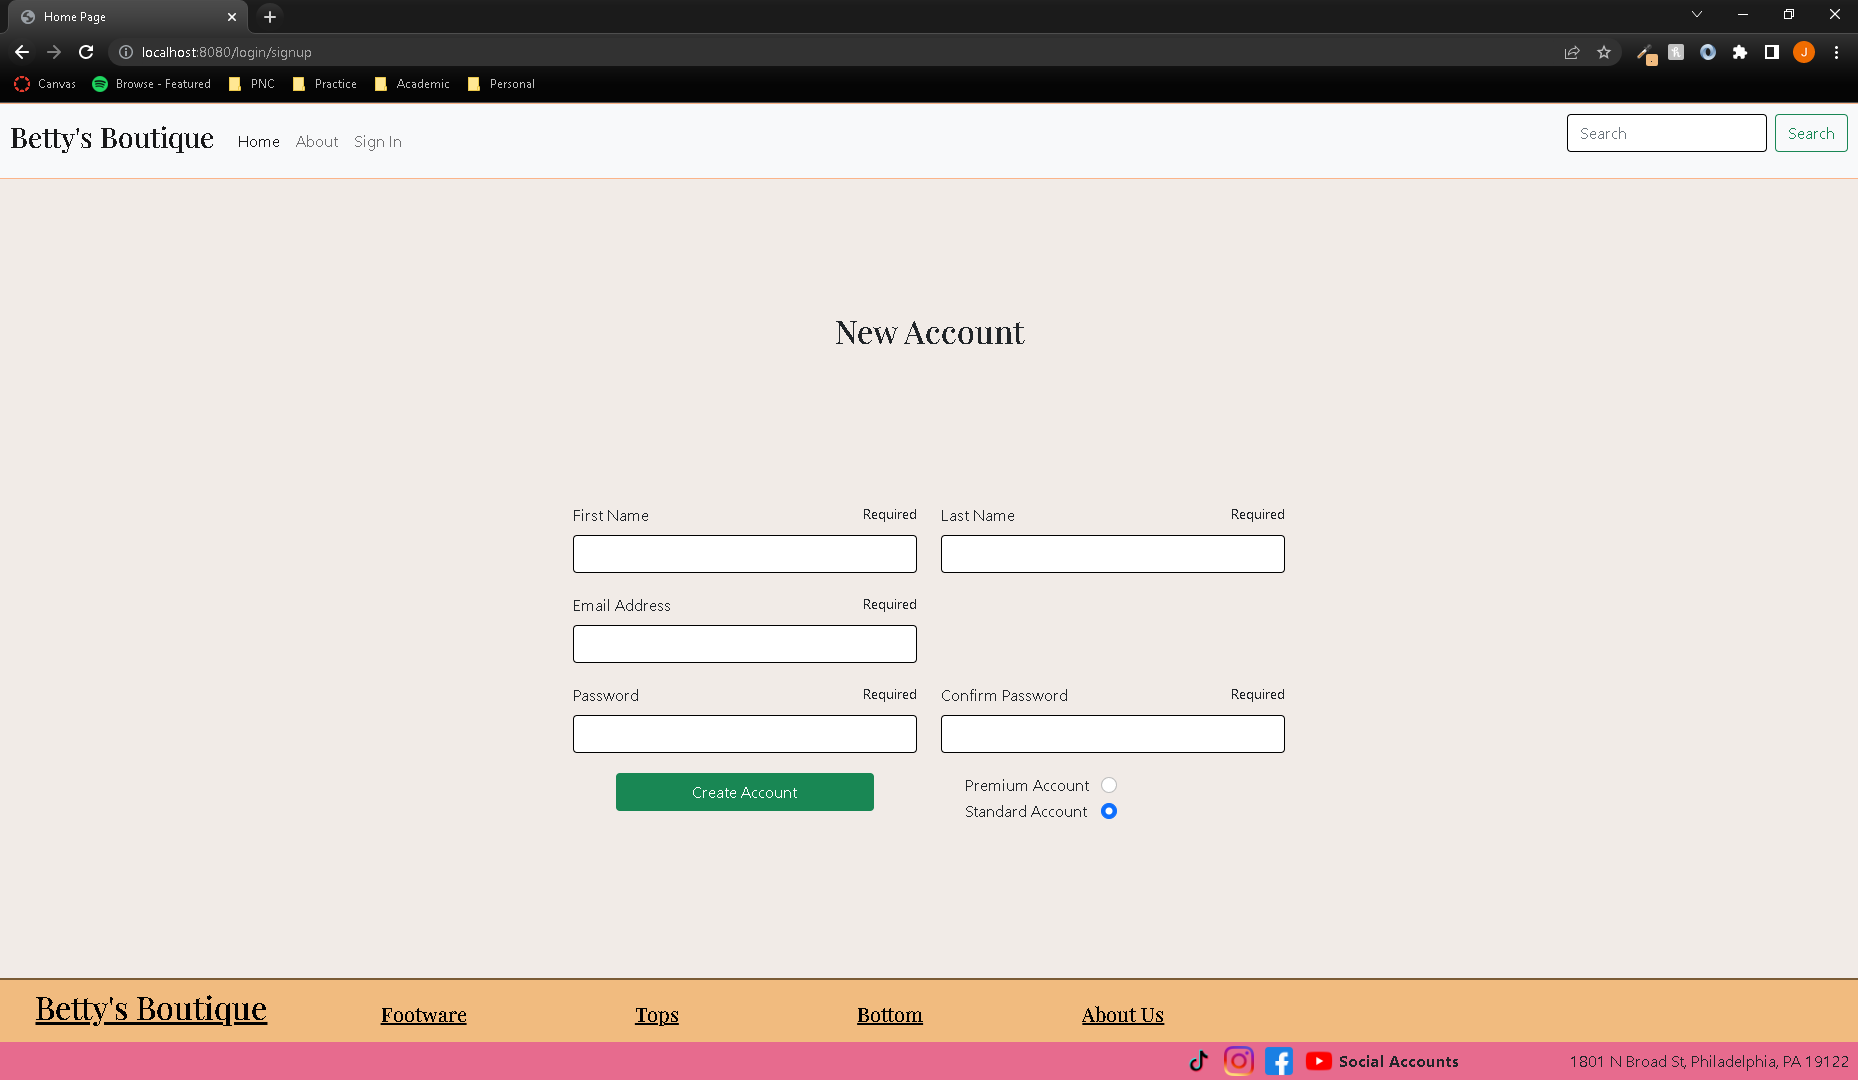 Home Page
localhost:8080/login/signup
J
Canvas Browse - Featured PNC Practice Academic Personal
Betty's Boutique Home About Sign In Search Search
New Account
First Name Required Last Name Required
Email Address Required
Password Required Confirm Password Required
Create Account Premium Account
Standard Account
Betty's Boutique Footware Tops Bottom About Us
Social Accounts 1801 N Broad St, Philadelphia, PA 19122